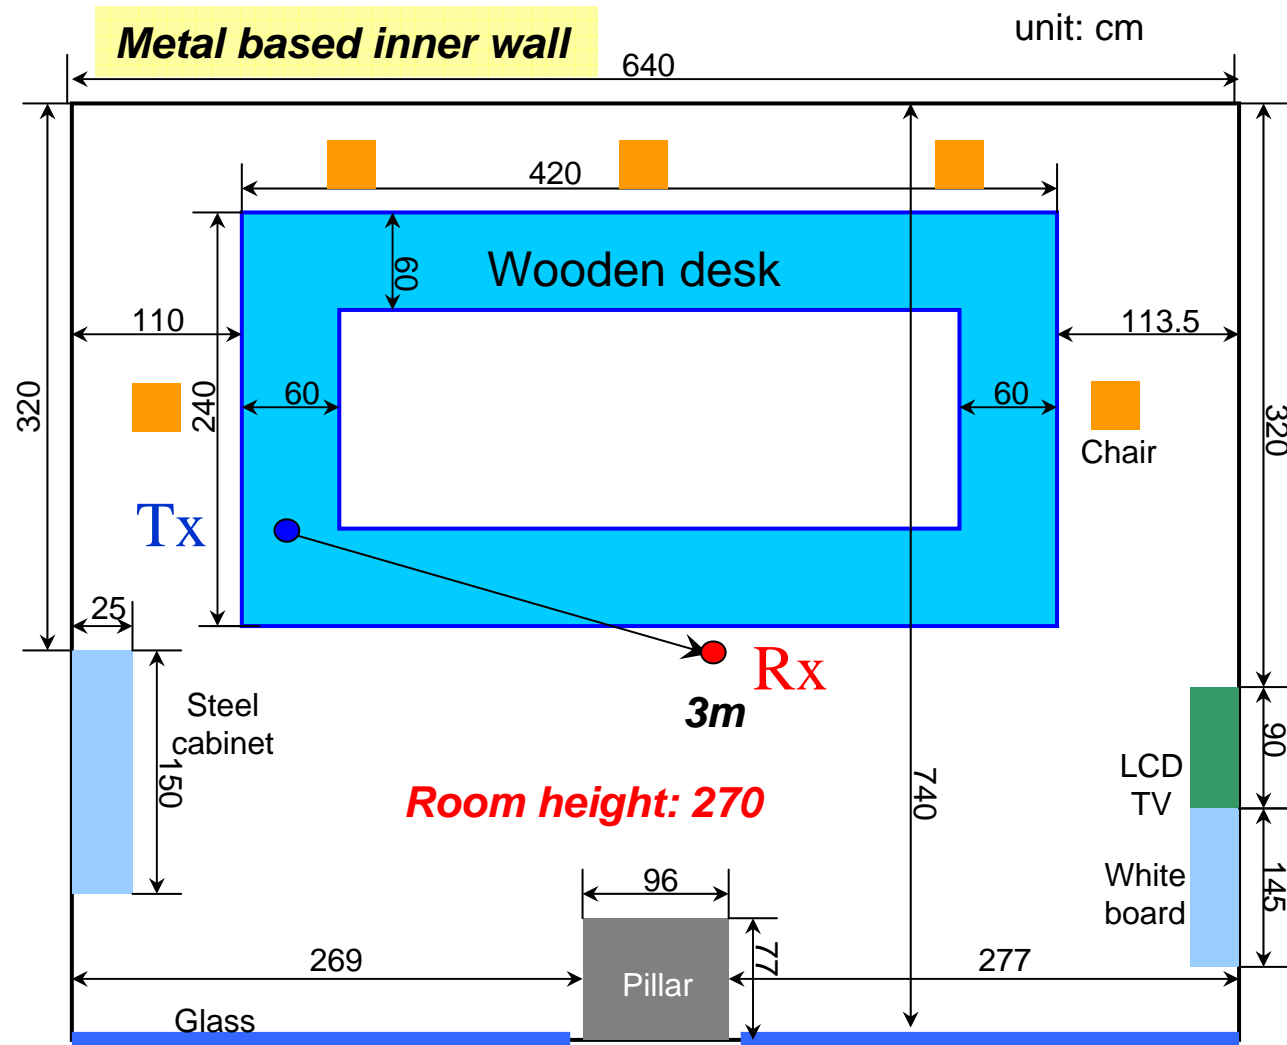 Metal based inner wall
unit: cm
640
420
60
Wooden desk
110
113.5
320
240
60
60
320
Chair
Tx
25
Rx
3m
Steel
cabinet
150
Room height: 270
740
LCD
TV
90
White
board
145
96
77
269
277
Pillar
Glass